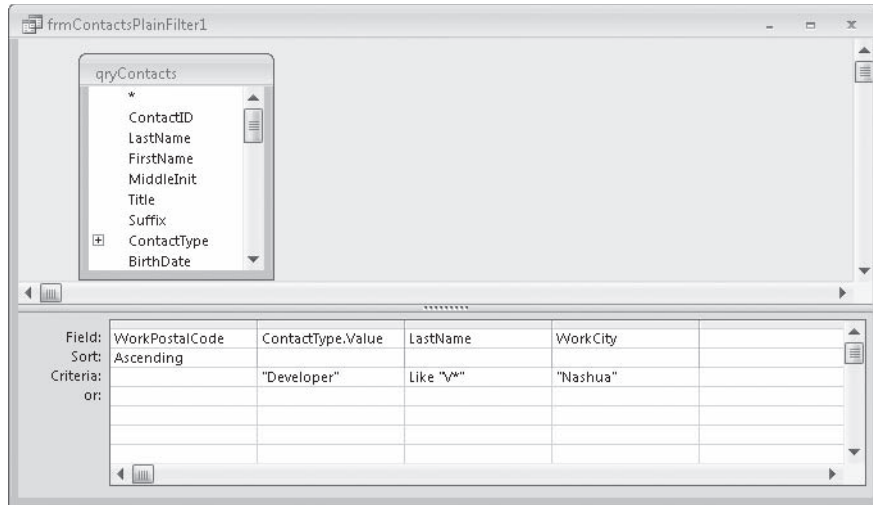 frmContactsPlainFilter1
qryContacts
*
ContactID
LastName
FirstName
MiddleInit
Title
Suffix
ContactType
BirthDate
Field: WorkPostalCode ContactType.Value LastName WorkCity
Sort: Ascending
Criteria: "Developer" Like "V*" "Nashua"
or: